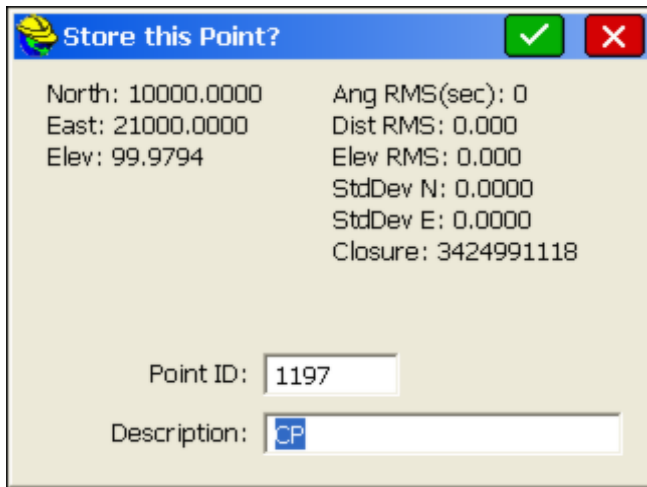 Store this Point?
North: 10000.0000
East: 21000.0000
Elev: 99.9794
Ang RMS(sec): 0
Dist RMS: 0.000
Elev RMS: 0.000
StdDev N: 0.0000
StdDev E: 0.0000
Closure: 3424991118
Point ID: 1197
Description: CP